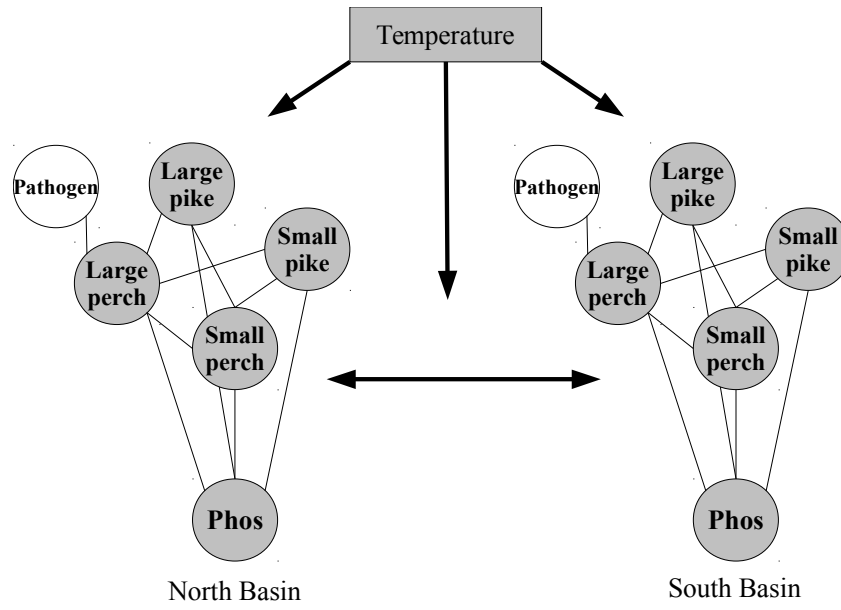 Temperature
Pathogen
Large
pike
Small
pike
Large
perch
Small
perch
Phos
North Basin
Pathogen
Large
pike
Small
pike
Large
perch
Small
perch
Phos
South Basin